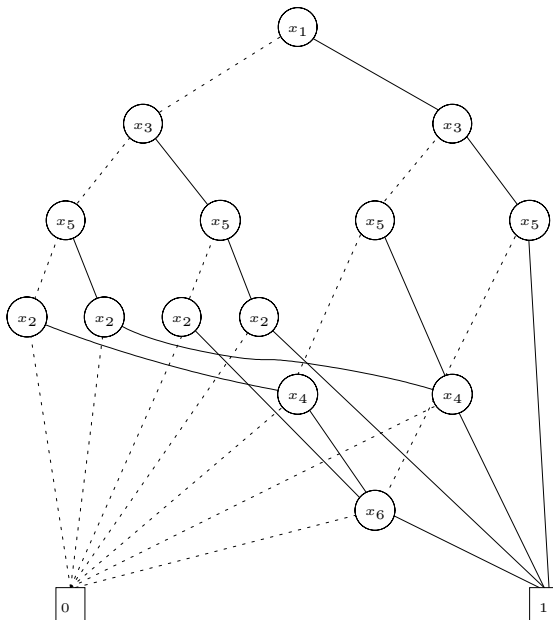 x₁
x₃ x₃
x₅ x₅ x₅ x₅
x₂ x₂ x₂ x₂
x₄ x₄
x₆
0 1